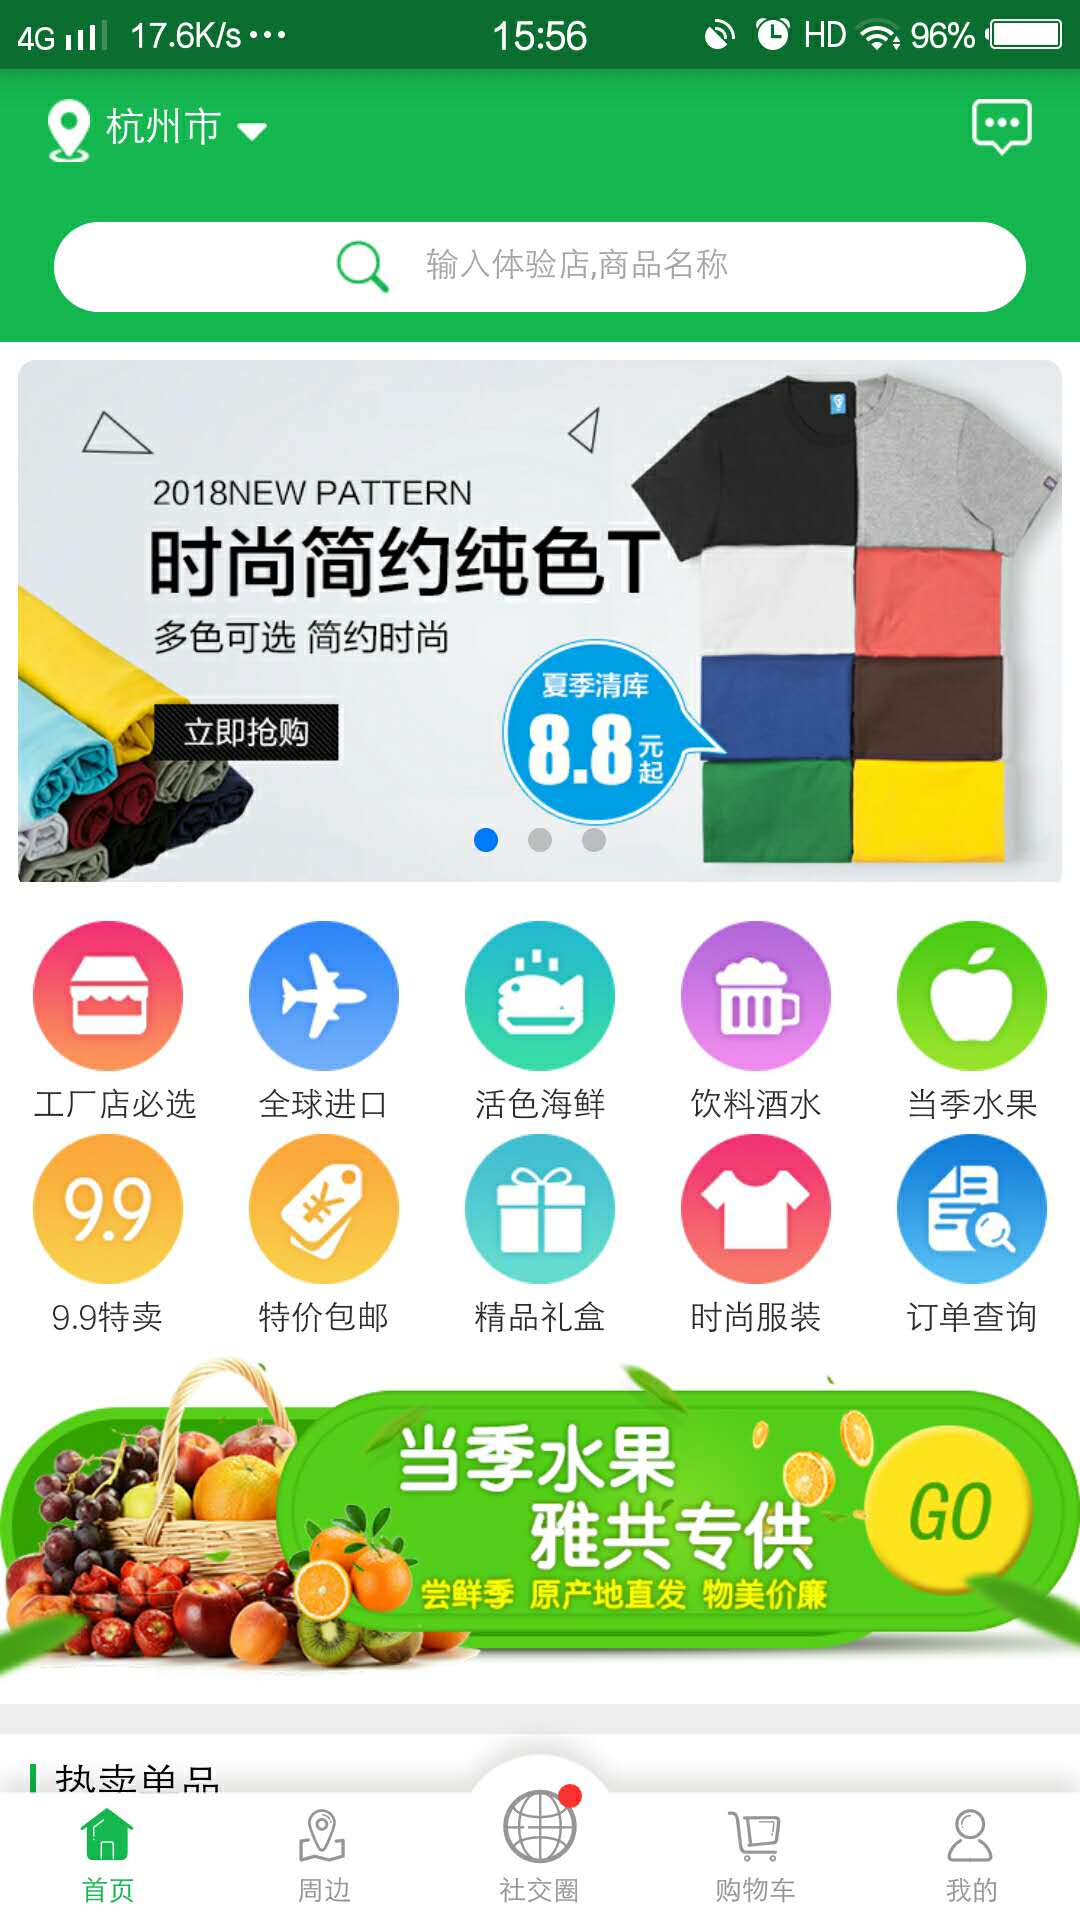 4G 17.6K/s 15:56 HD 96%
杭州市
输入体验店,商品名称
2018NEW PATTERN
时尚简约纯色T
多色可选 简约时尚
立即抢购
夏季清库
8.8元起
工厂店必选 全球进口 活色海鲜 饮料酒水 当季水果
9.9
9.9特卖 特价包邮 精品礼盒 时尚服装 订单查询
当季水果
雅共专供
GO
尝鲜季 原产地直发 物美价廉
热卖单品
首页 周边 社交圈 购物车 我的